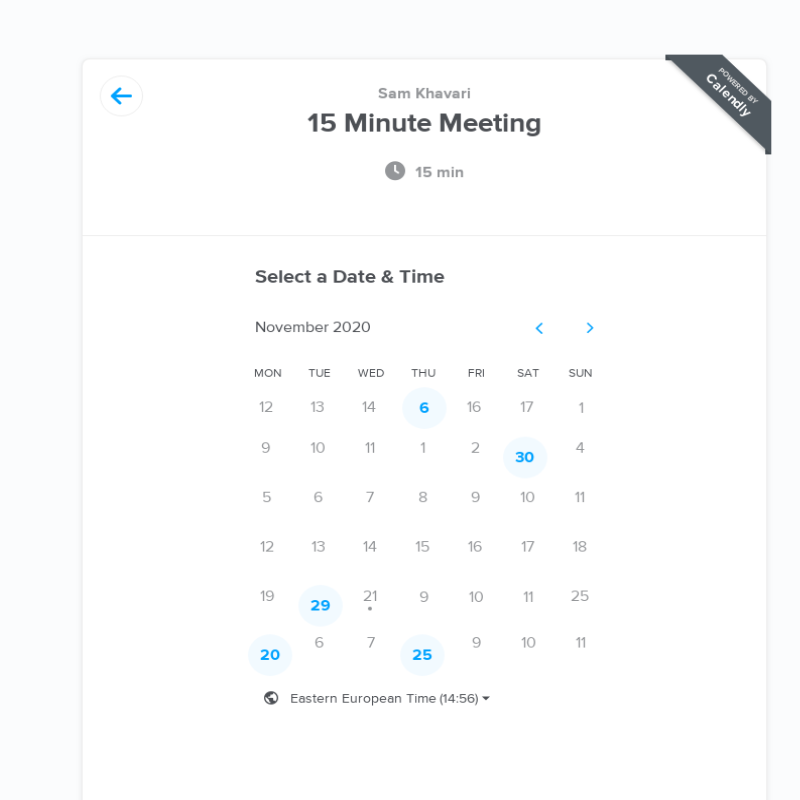 POWERED BY
Calendly
Sam Khavari
15 Minute Meeting
15 min
Select a Date & Time
November 2020
MON TUE WED THU FRI SAT SUN
12 13 14 6 16 17 1
9 10 11 1 2 30 4
5 6 7 8 9 10 11
12 13 14 15 16 17 18
19 29 21 9 10 11 25
20 6 7 25 9 10 11
Eastern European Time (14:56)